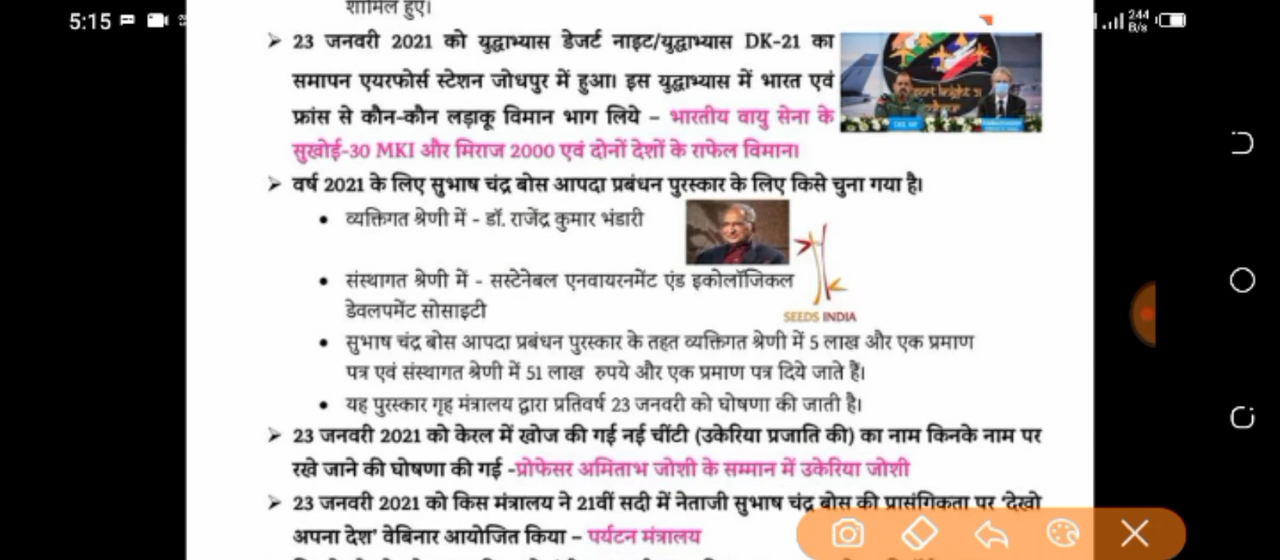 5:15
244
B/s
शामिल हुए।
➢ 23 जनवरी 2021 को युद्धाभ्यास डेजर्ट नाइट/युद्धाभ्यास DK-21 का
समापन एयरफोर्स स्टेशन जोधपुर में हुआ। इस युद्धाभ्यास में भारत एवं
फ्रांस से कौन-कौन लड़ाकू विमान भाग लिये – भारतीय वायु सेना के
सुखोई-30 MKI और मिराज 2000 एवं दोनों देशों के राफेल विमान।
➢ वर्ष 2021 के लिए सुभाष चंद्र बोस आपदा प्रबंधन पुरस्कार के लिए किसे चुना गया है।
• व्यक्तिगत श्रेणी में - डॉ. राजेंद्र कुमार भंडारी
• संस्थागत श्रेणी में - सस्टेनेबल एनवायरनमेंट एंड इकोलॉजिकल
डेवलपमेंट सोसाइटी
SEEDS INDIA
• सुभाष चंद्र बोस आपदा प्रबंधन पुरस्कार के तहत व्यक्तिगत श्रेणी में 5 लाख और एक प्रमाण
पत्र एवं संस्थागत श्रेणी में 51 लाख रुपये और एक प्रमाण पत्र दिये जाते हैं।
• यह पुरस्कार गृह मंत्रालय द्वारा प्रतिवर्ष 23 जनवरी को घोषणा की जाती है।
➢ 23 जनवरी 2021 को केरल में खोज की गई नई चींटी (उकेरिया प्रजाति की) का नाम किनके नाम पर
रखे जाने की घोषणा की गई -प्रोफेसर अमिताभ जोशी के सम्मान में उकेरिया जोशी
➢ 23 जनवरी 2021 को किस मंत्रालय ने 21वीं सदी में नेताजी सुभाष चंद्र बोस की प्रासंगिकता पर 'देखो
अपना देश' वेबिनार आयोजित किया – पर्यटन मंत्रालय